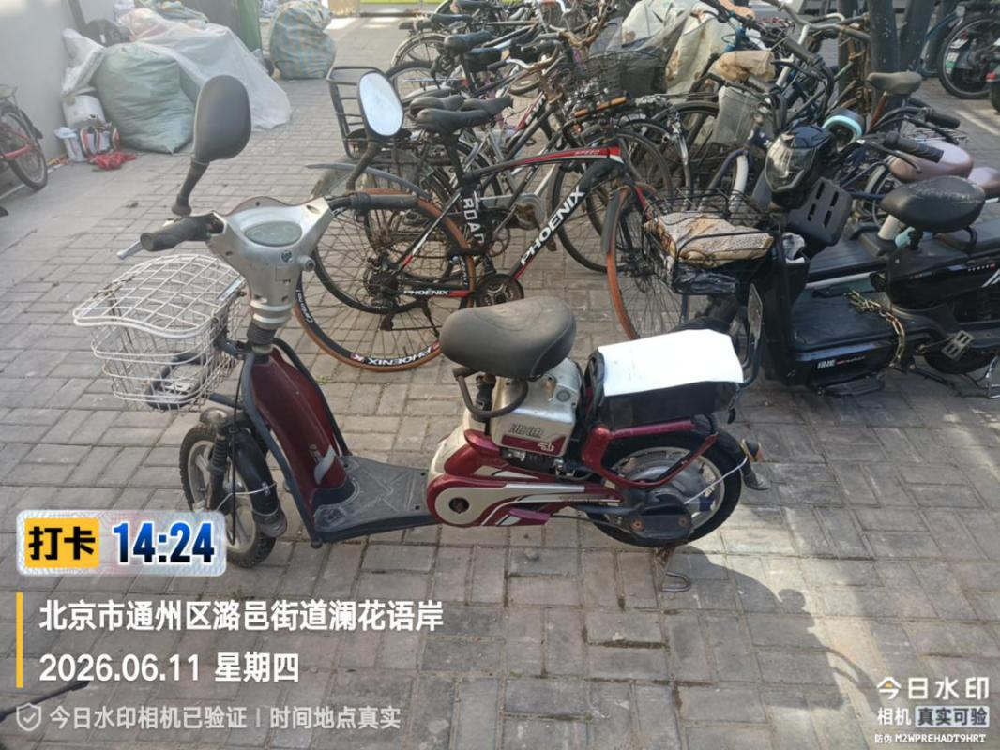 SPEED
ROAD
PHOENIX
PHOENIX
PHOENIX
打卡 14:24
北京市通州区潞邑街道澜花语岸
2026.06.11 星期四
今日水印相机已验证 | 时间地点真实
今日水印
相机 真实可验
防伪 M2WPREHADT9HRT